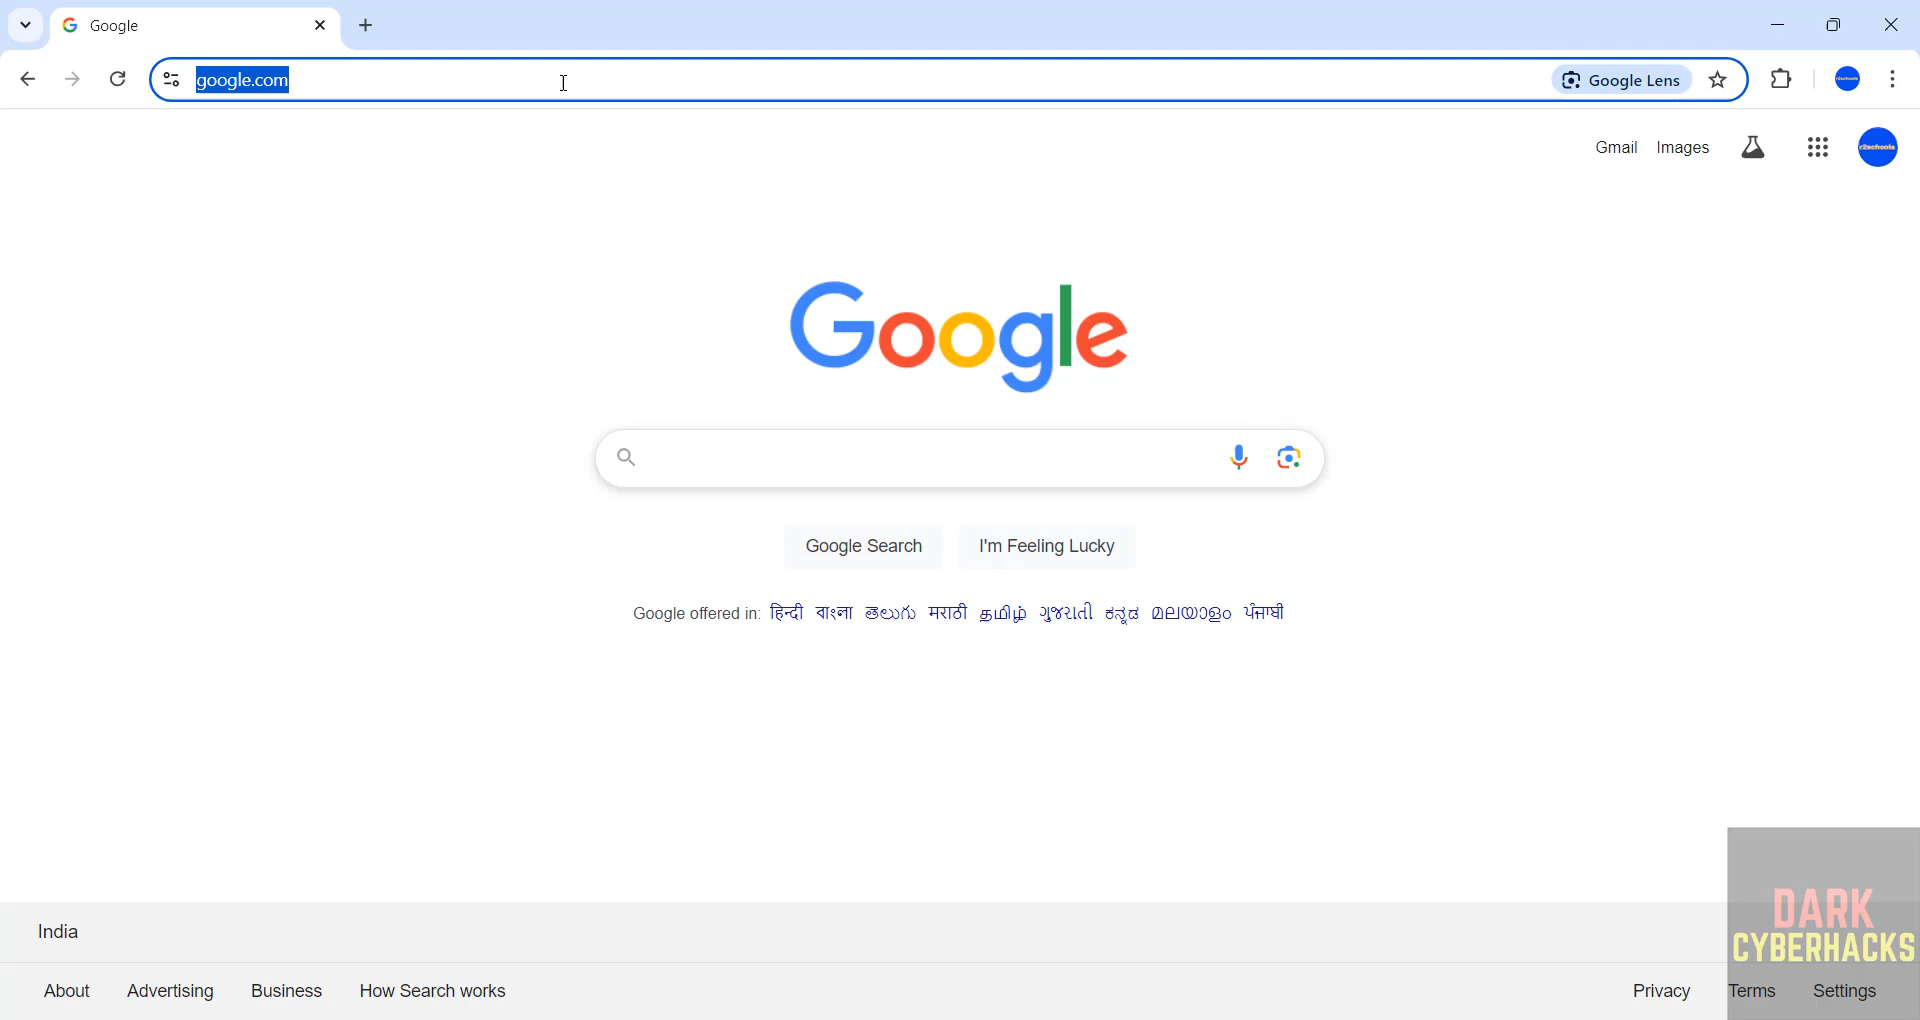 Google
google.com
Google Lens
Gmail Images
r2schools
Google
Google Search I'm Feeling Lucky
Google offered in: हिन्दी বাংলা తెలుగు मराठी தமிழ் ગુજરાતી ಕನ್ನಡ മലയാളം ਪੰਜਾਬੀ
India
DARK
CYBERHACKS
About Advertising Business How Search works Privacy Terms Settings